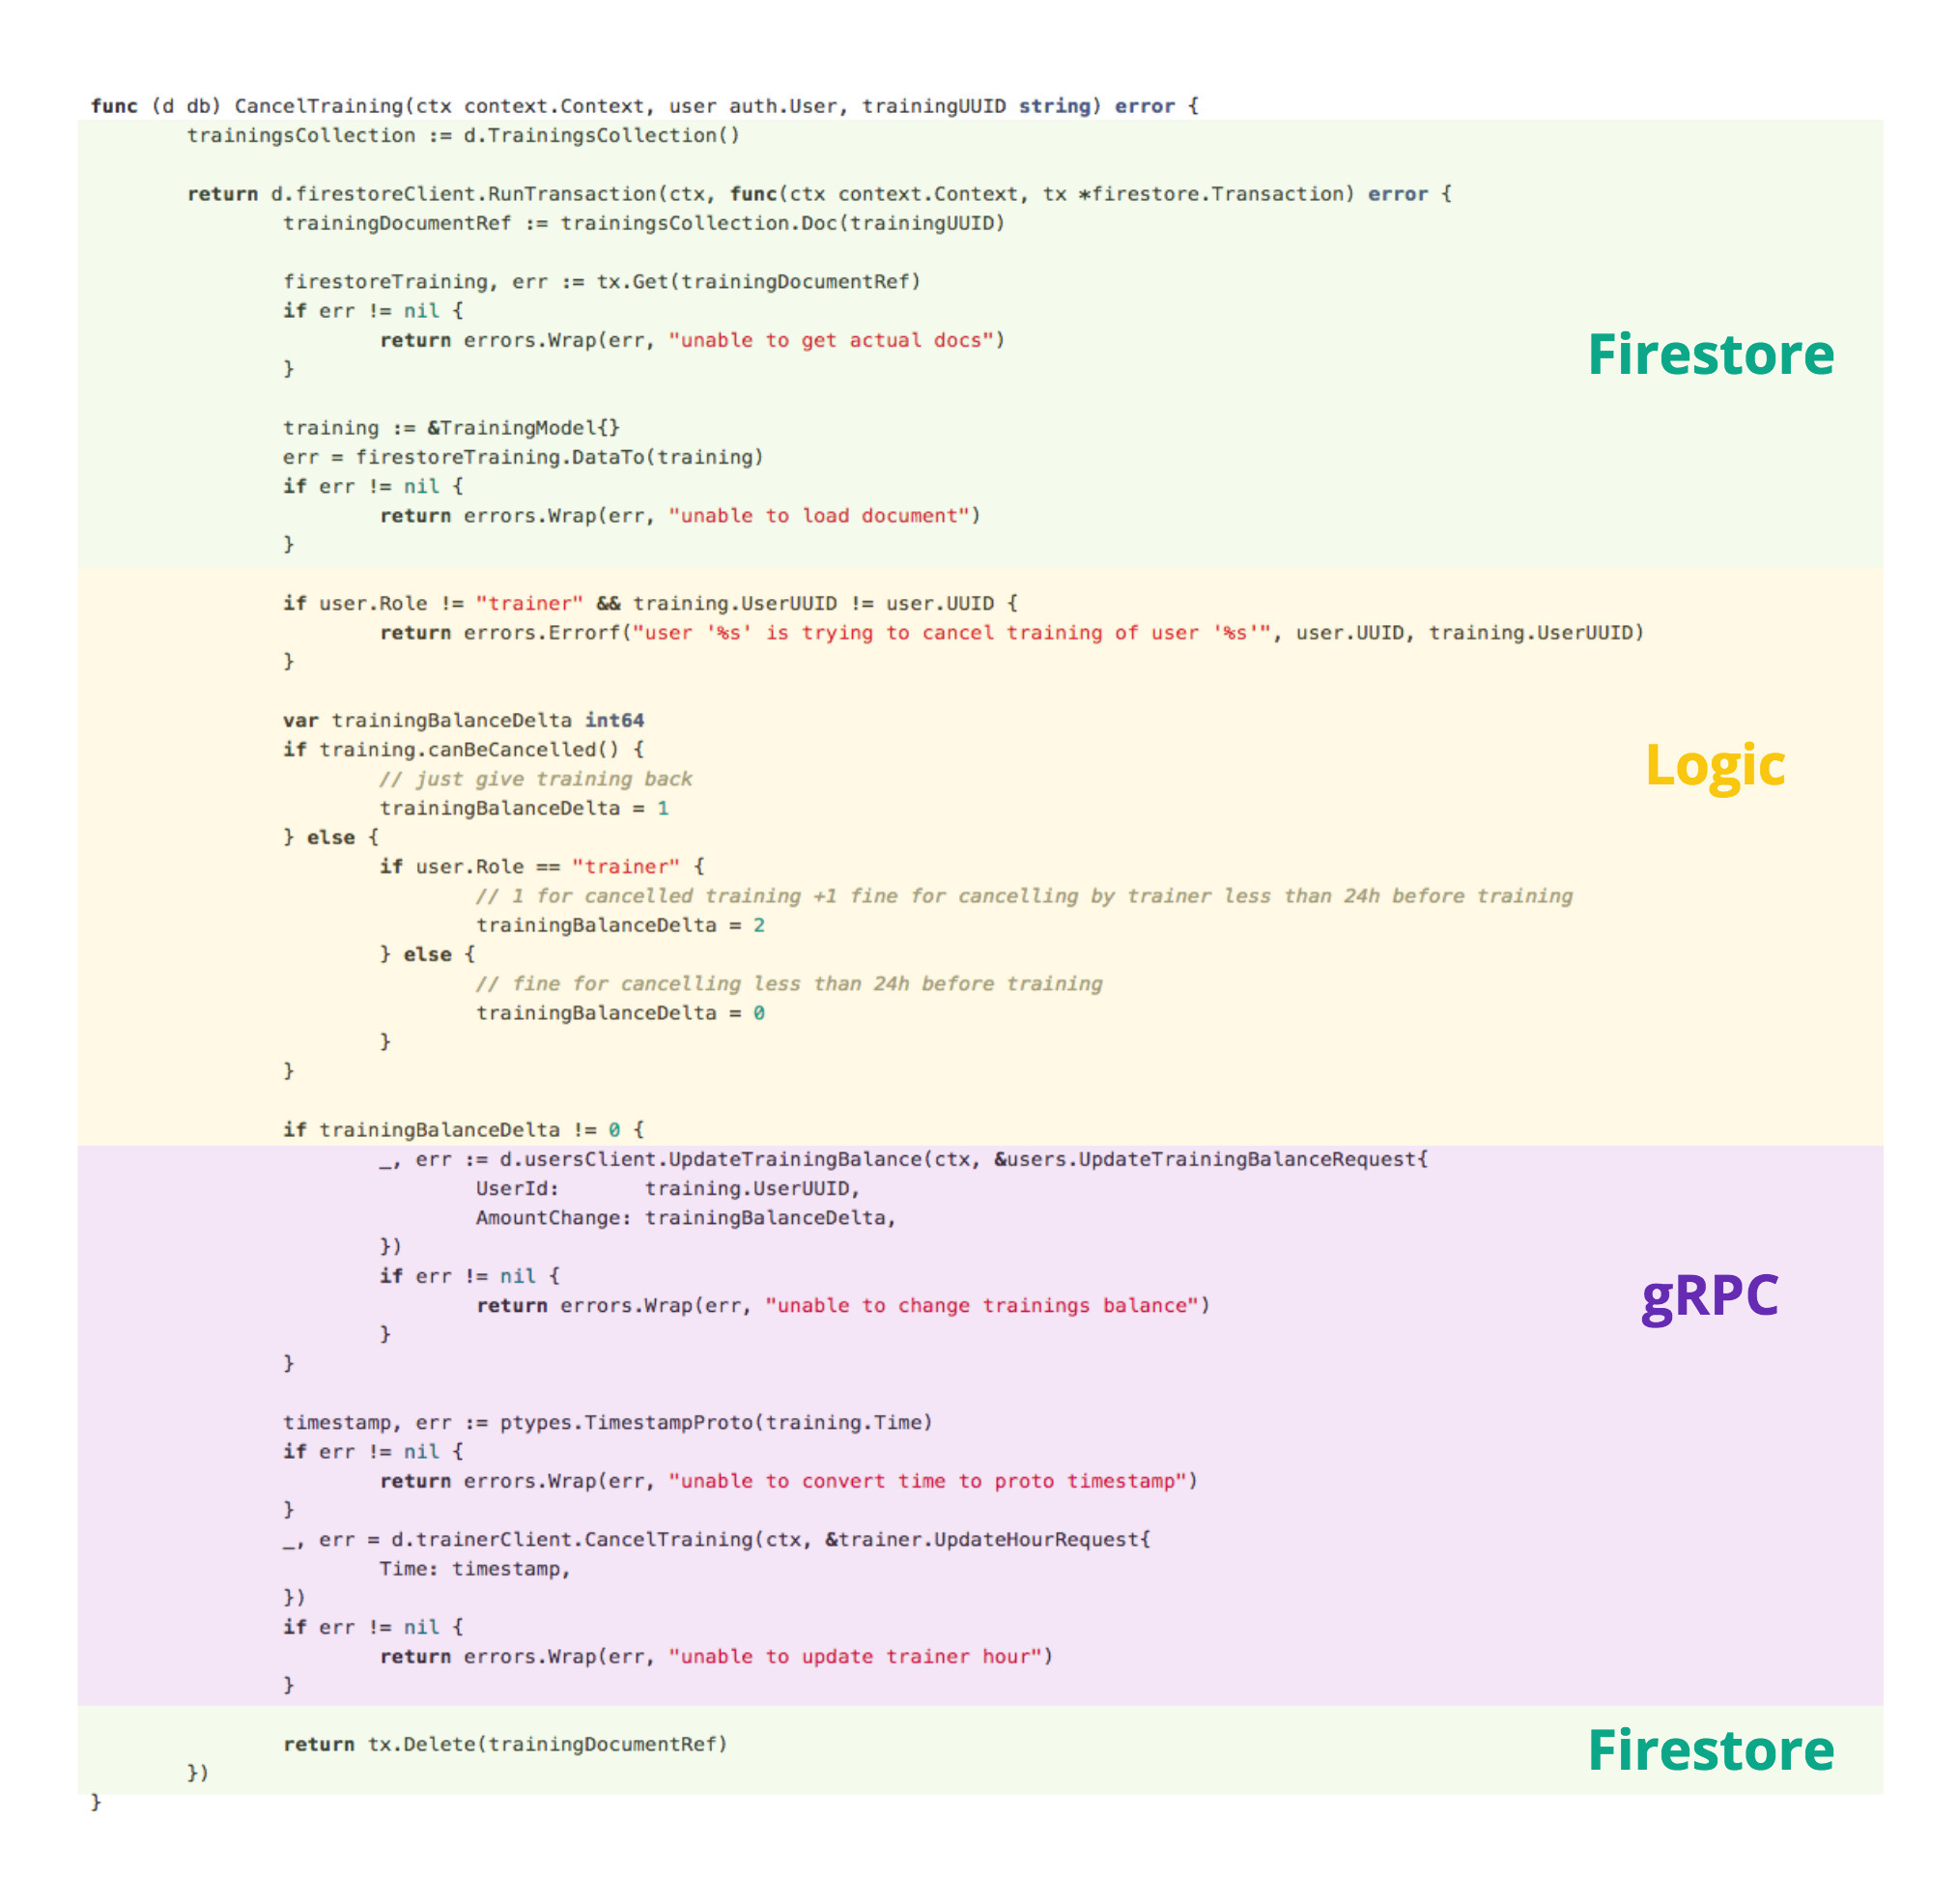 func (d db) CancelTraining(ctx context.Context, user auth.User, trainingUUID string) error {
trainingsCollection := d.TrainingsCollection()
return d.firestoreClient.RunTransaction(ctx, func(ctx context.Context, tx *firestore.Transaction) error {
trainingDocumentRef := trainingsCollection.Doc(trainingUUID)
firestoreTraining, err := tx.Get(trainingDocumentRef)
if err != nil {
return errors.Wrap(err, "unable to get actual docs")
}
Firestore
training := &TrainingModel{}
err = firestoreTraining.DataTo(training)
if err != nil {
return errors.Wrap(err, "unable to load document")
}
if user.Role != "trainer" && training.UserUUID != user.UUID {
return errors.Errorf("user '%s' is trying to cancel training of user '%s'", user.UUID, training.UserUUID)
}
var trainingBalanceDelta int64
if training.canBeCancelled() {
Logic
// just give training back
trainingBalanceDelta = 1
} else {
if user.Role == "trainer" {
// 1 for cancelled training +1 fine for cancelling by trainer less than 24h before training
trainingBalanceDelta = 2
} else {
// fine for cancelling less than 24h before training
trainingBalanceDelta = 0
}
}
if trainingBalanceDelta != 0 {
_, err := d.usersClient.UpdateTrainingBalance(ctx, &users.UpdateTrainingBalanceRequest{
UserId: training.UserUUID,
AmountChange: trainingBalanceDelta,
})
if err != nil {
return errors.Wrap(err, "unable to change trainings balance")
gRPC
}
}
timestamp, err := ptypes.TimestampProto(training.Time)
if err != nil {
return errors.Wrap(err, "unable to convert time to proto timestamp")
}
_, err = d.trainerClient.CancelTraining(ctx, &trainer.UpdateHourRequest{
Time: timestamp,
})
if err != nil {
return errors.Wrap(err, "unable to update trainer hour")
}
return tx.Delete(trainingDocumentRef)
Firestore
})
}